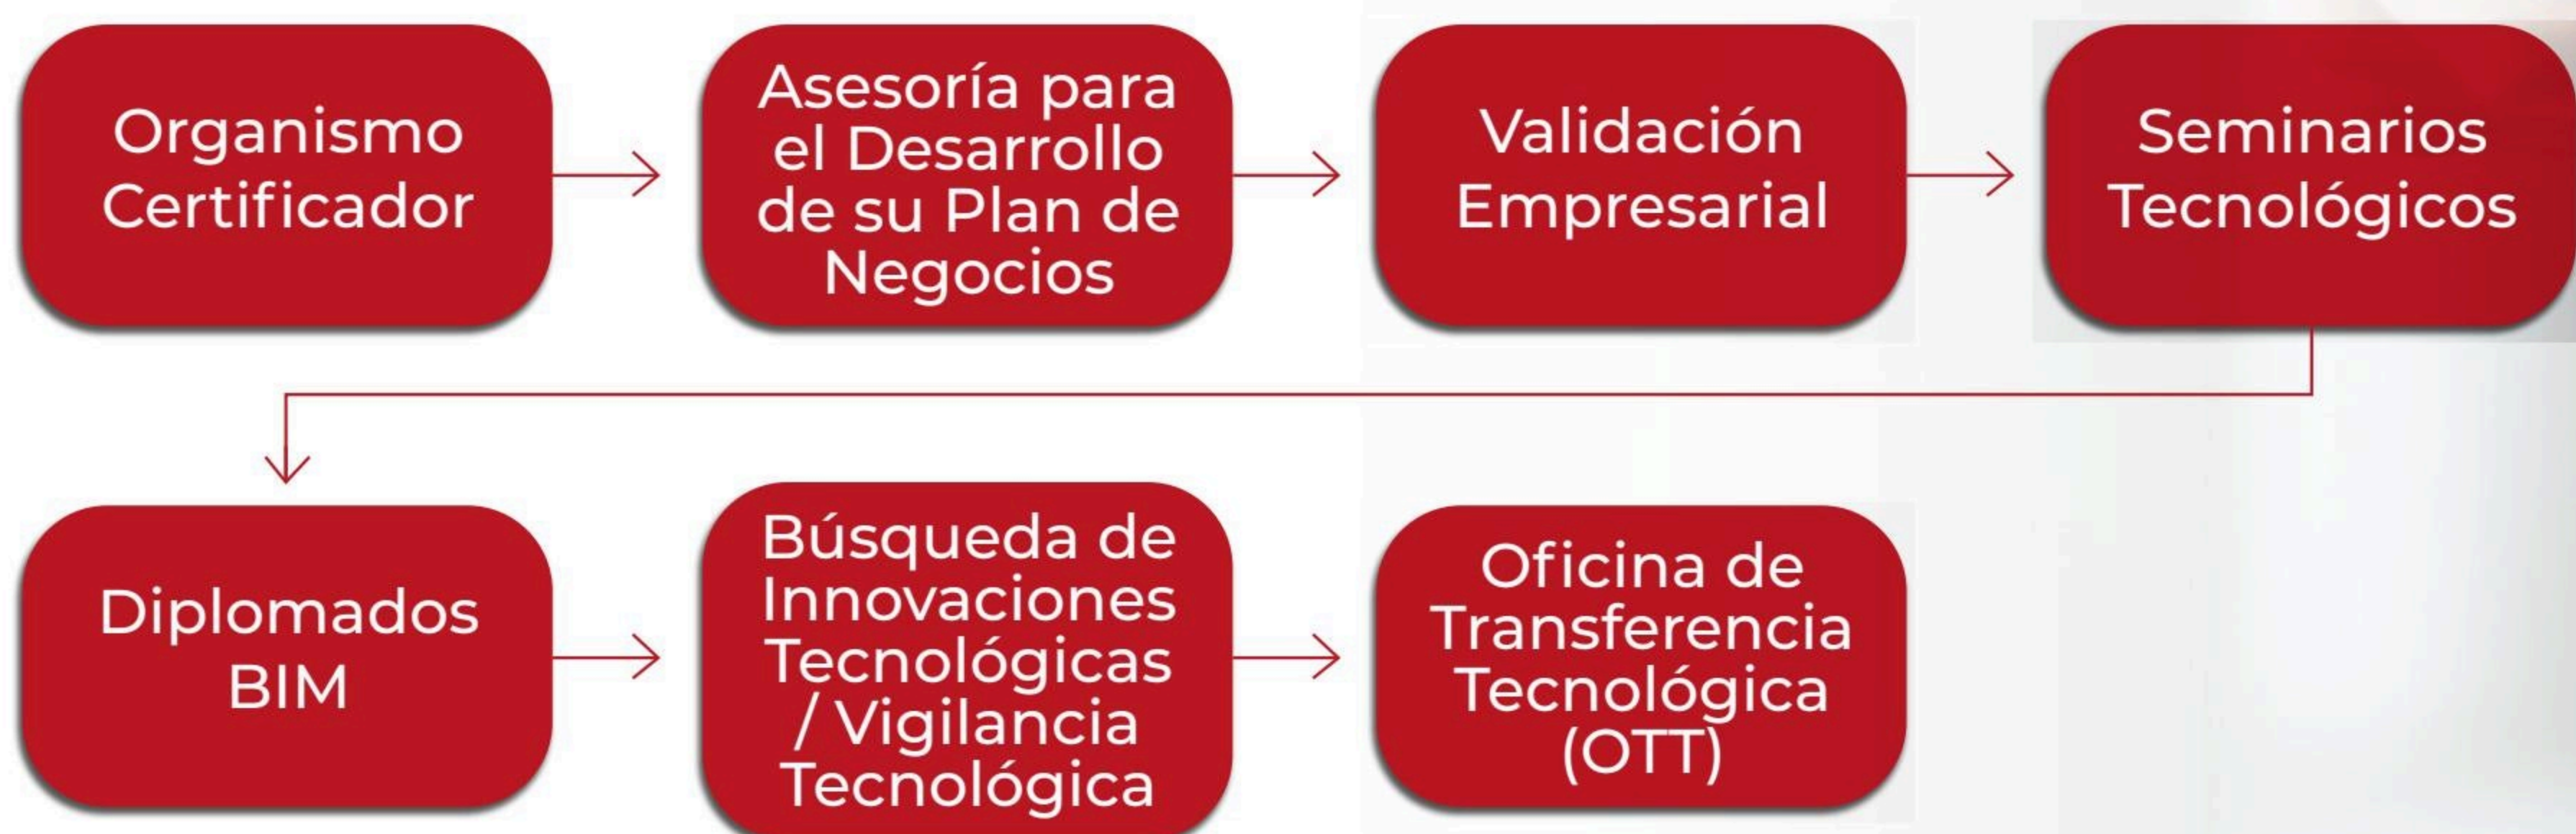 Organismo
Certificador
Asesoría para
el Desarrollo
de su Plan de
Negocios
Validación
Empresarial
Seminarios
Tecnológicos
Diplomados
BIM
Búsqueda de
Innovaciones
Tecnológicas
/ Vigilancia
Tecnológica
Oficina de
Transferencia
Tecnológica
(OTT)